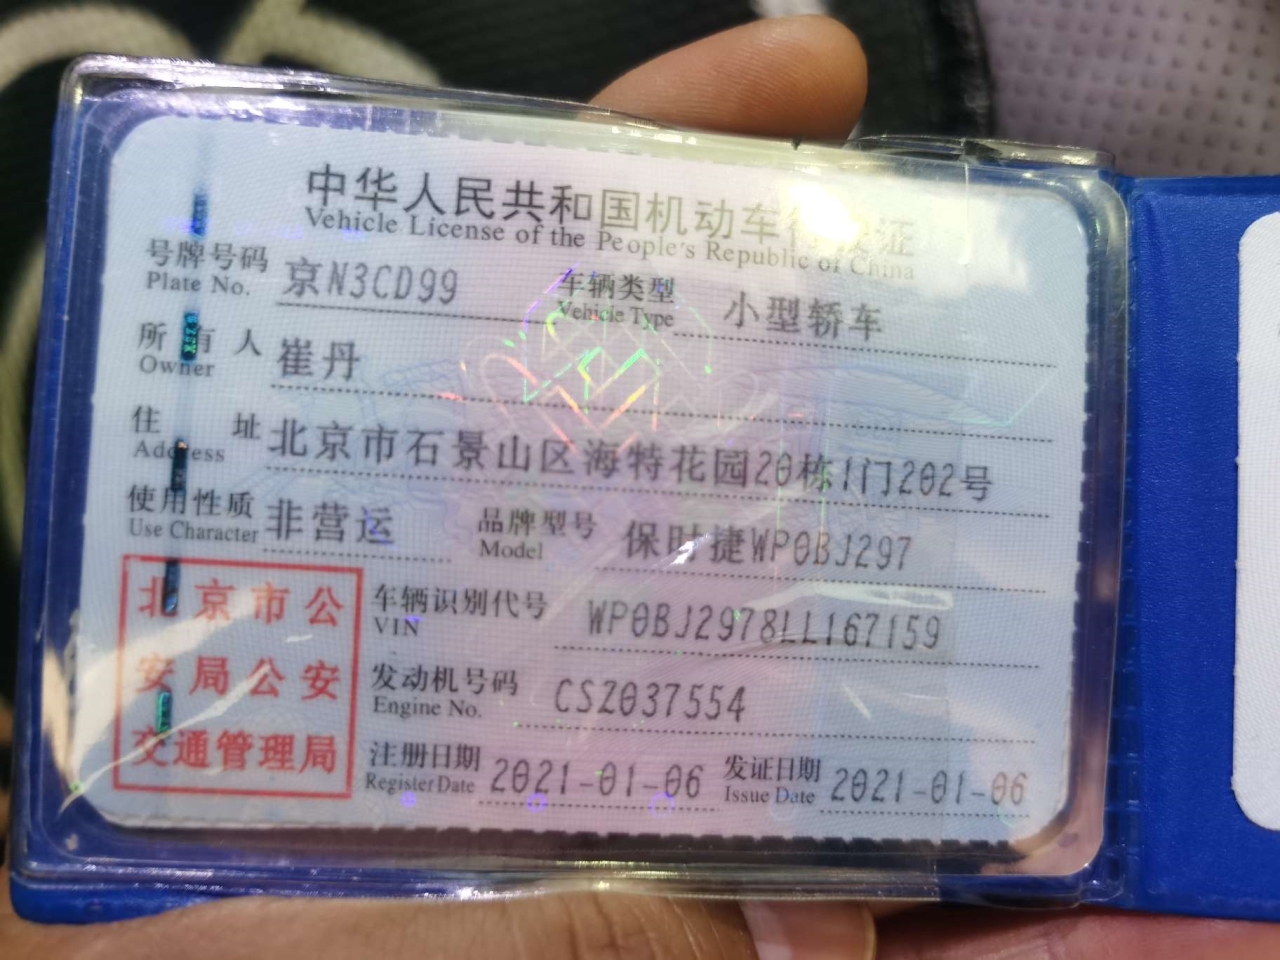 中华人民共和国机动车行驶证
Vehicle License of the People's Republic of China
号牌号码 京N3CD99 车辆类型 小型轿车
Plate No. Vehicle Type
所有人 崔丹
Owner
住址 北京市石景山区海特花园20栋1门202号
Address
使用性质 非营运 品牌型号 保时捷WP0BJ297
Use Character Model
北京市公
安局公安
交通管理局
车辆识别代号 WP0BJ2978LL167159
VIN
发动机号码 CSZ037554
Engine No.
注册日期 2021-01-06 发证日期 2021-01-06
Register Date Issue Date